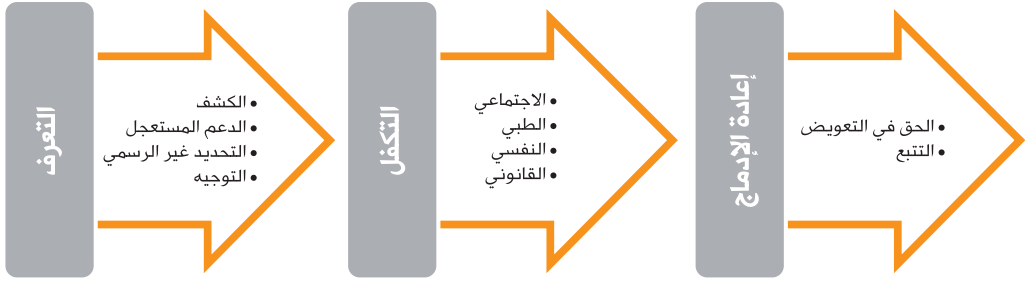 التعرف
• الكشف
• الدعم المستعجل
• التحديد غير الرسمي
• التوجيه
التكفل
• الاجتماعي
• الطبي
• النفسي
• القانوني
إعادة الإدماج
• الحق في التعويض
• التتبع